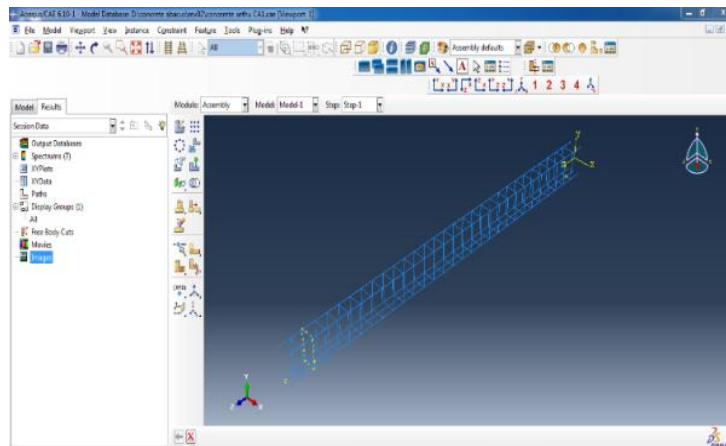 Abaqus/CAE 6.10-1 - Model Database: D:\concrete abacus\rev02\concrete sethu CA1.cae [Viewport: 1]
File Model Viewport View Instance Constraint Feature Tools Plug-ins Help
All
Assembly defaults
1 2 3 4
Model Results
Module: Assembly Model: Model-1 Step: Step-1
Session Data
Output Databases
Spectrums (7)
XYPlots
XYData
Paths
Display Groups (1)
All
Free Body Cuts
Movies
Images
Y
Z X